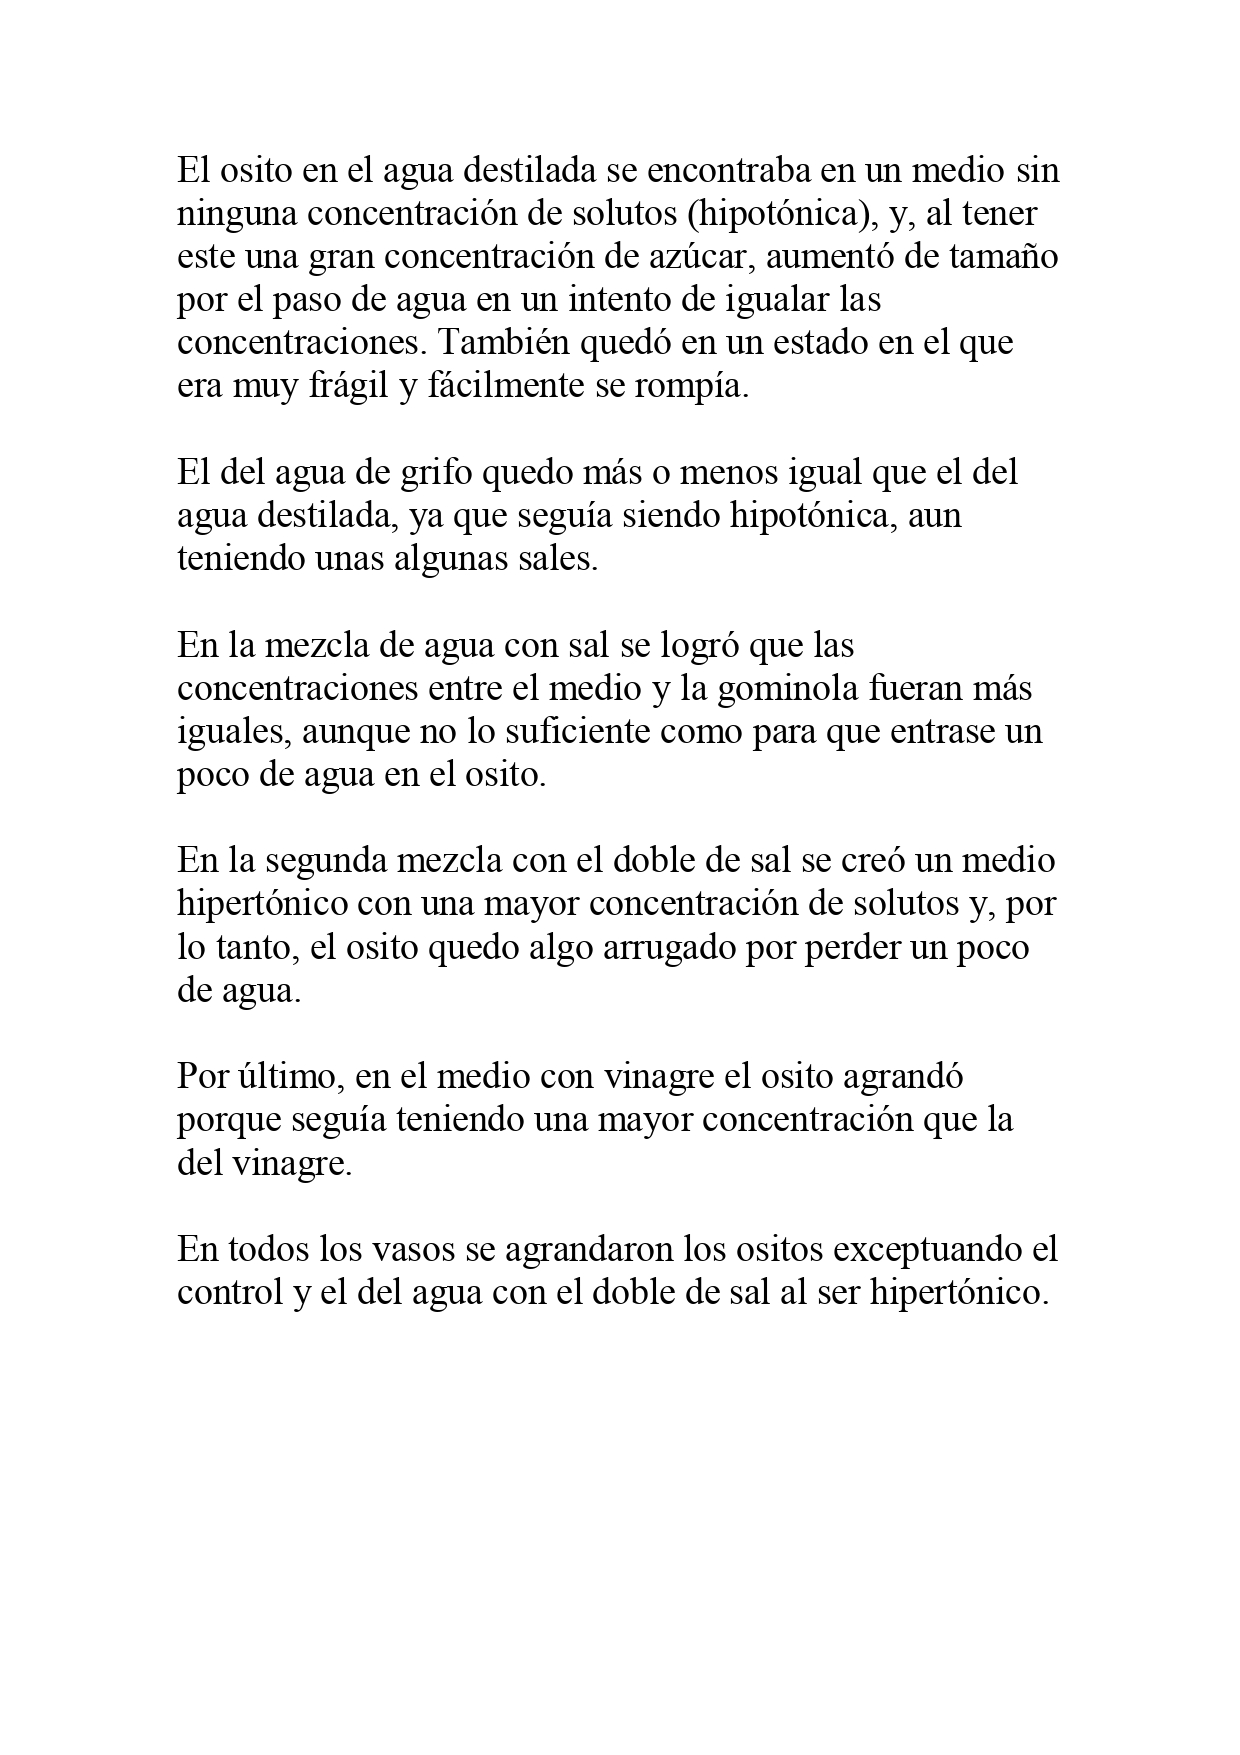 El osito en el agua destilada se encontraba en un medio sin
ninguna concentración de solutos (hipotónica), y, al tener
este una gran concentración de azúcar, aumentó de tamaño
por el paso de agua en un intento de igualar las
concentraciones. También quedó en un estado en el que
era muy frágil y fácilmente se rompía.
El del agua de grifo quedo más o menos igual que el del
agua destilada, ya que seguía siendo hipotónica, aun
teniendo unas algunas sales.
En la mezcla de agua con sal se logró que las
concentraciones entre el medio y la gominola fueran más
iguales, aunque no lo suficiente como para que entrase un
poco de agua en el osito.
En la segunda mezcla con el doble de sal se creó un medio
hipertónico con una mayor concentración de solutos y, por
lo tanto, el osito quedo algo arrugado por perder un poco
de agua.
Por último, en el medio con vinagre el osito agrandó
porque seguía teniendo una mayor concentración que la
del vinagre.
En todos los vasos se agrandaron los ositos exceptuando el
control y el del agua con el doble de sal al ser hipertónico.